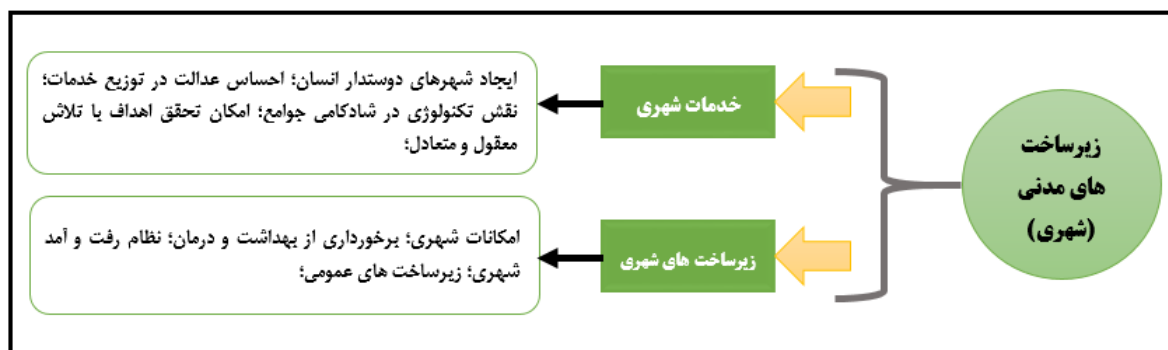 زیرساخت
های مدنی
(شهری)
خدمات شهری
ایجاد شهرهای دوستدار انسان؛ احساس عدالت در توزیع خدمات؛
نقش تکنولوژی در شادکامی جوامع؛ امکان تحقق اهداف با تلاش
معقول و متعادل؛
زیرساخت های شهری
امکانات شهری؛ برخورداری از بهداشت و درمان؛ نظام رفت و آمد
شهری؛ زیرساخت های عمومی؛